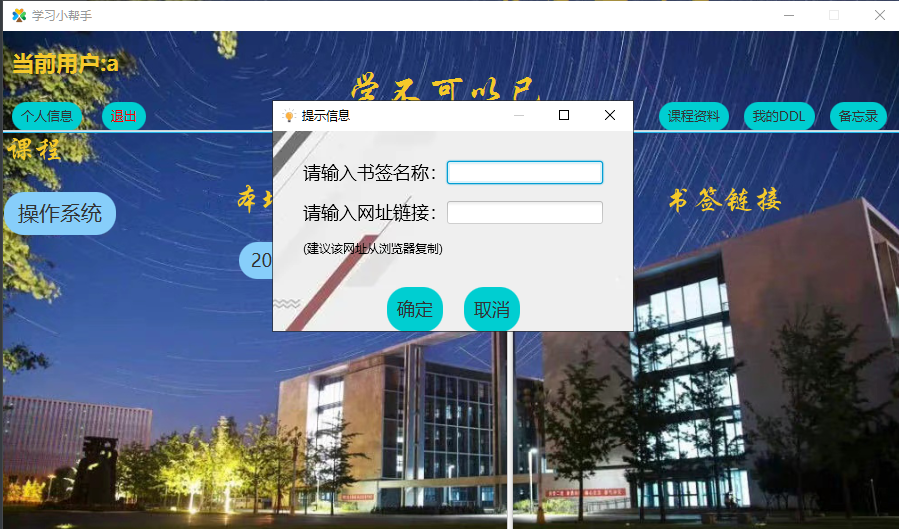 学习小帮手
当前用户:a
学不可以已
个人信息
退出
课程资料
我的DDL
备忘录
提示信息
课程
请输入书签名称:
本
书签链接
操作系统
请输入网址链接:
(建议该网址从浏览器复制)
20
确定
取消